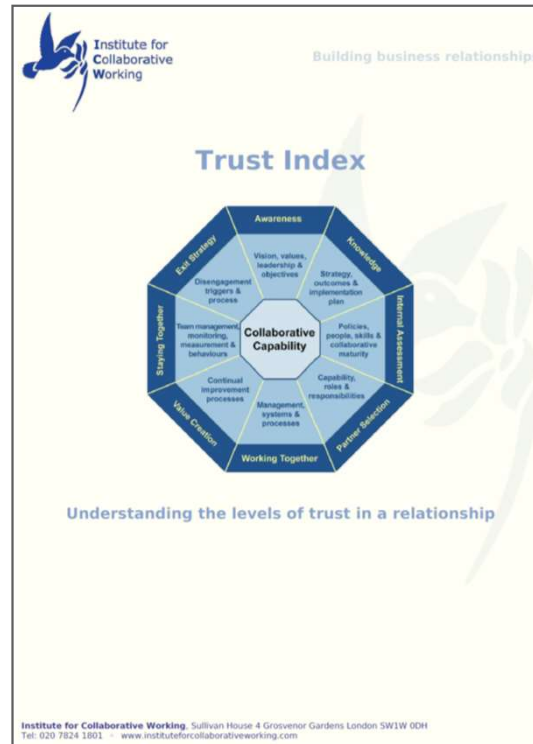 Institute for
Collaborative
Working
Building business relationship
Trust Index
Awareness
Knowledge
Internal Assessment
Partner Selection
Working Together
Value Creation
Staying Together
Exit Strategy
Vision, values,
leadership &
objectives
Strategy,
outcomes &
implementation
plan
Policies,
people, skills &
collaborative
maturity
Capability,
roles &
responsibilities
Management,
systems &
processes
Continual
improvement
processes
Team management,
monitoring,
measurement &
behaviours
Disengagement
triggers &
process
Collaborative
Capability
Understanding the levels of trust in a relationship
Institute for Collaborative Working, Sullivan House 4 Grosvenor Gardens London SW1W 0DH
Tel: 020 7824 1801 - www.instituteforcollaborativeworking.com